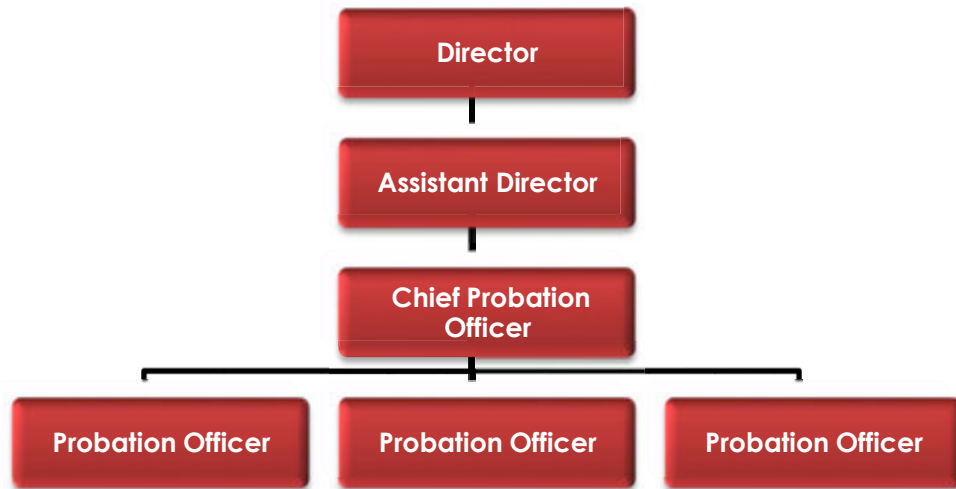 Director
Assistant Director
Chief Probation
Officer
Probation Officer
Probation Officer
Probation Officer